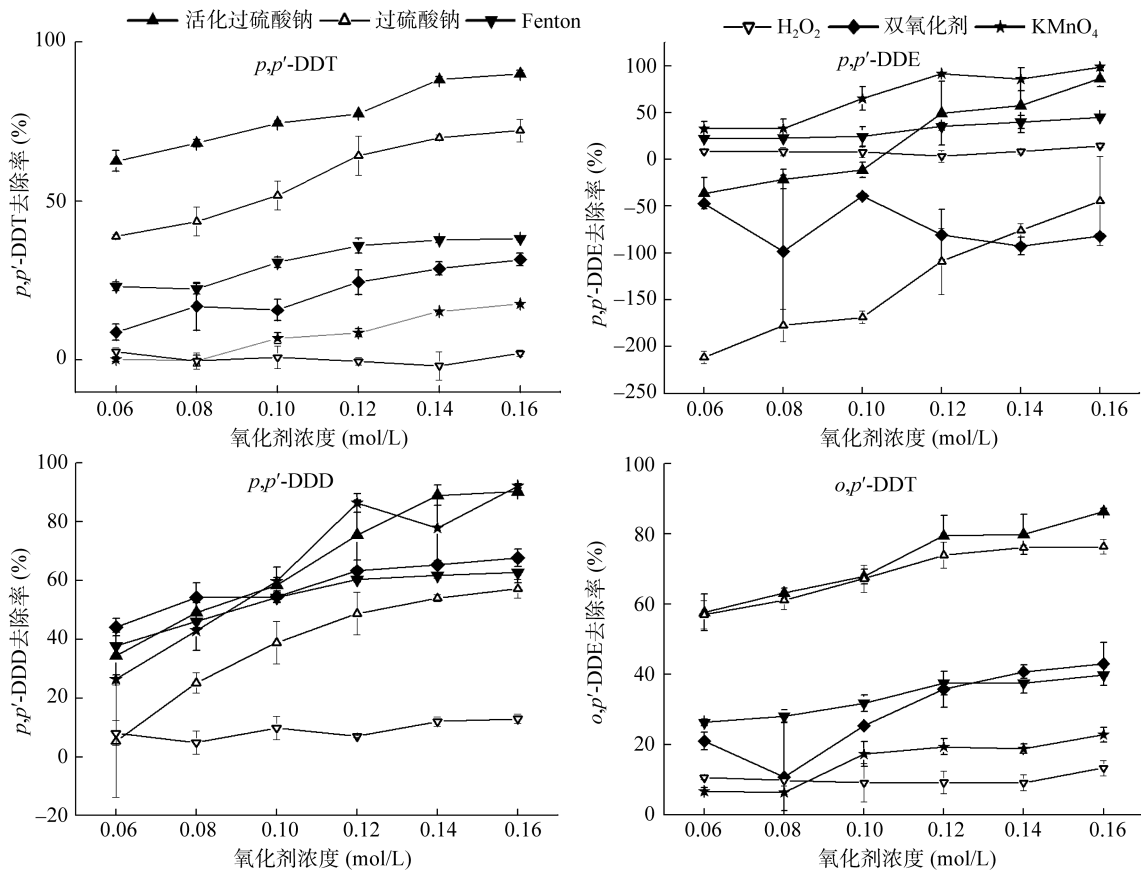 活化过硫酸钠 过硫酸钠 Fenton
H₂O₂ 双氧化剂 KMnO₄
p,p′-DDT
100
50
0
p,p′-DDT去除率 (%)
0.06 0.08 0.10 0.12 0.14 0.16
氧化剂浓度 (mol/L)
p,p′-DDE
100
50
0
–50
–100
–150
–200
–250
p,p′-DDE去除率 (%)
0.06 0.08 0.10 0.12 0.14 0.16
氧化剂浓度 (mol/L)
p,p′-DDD
100
80
60
40
20
0
–20
p,p′-DDD去除率 (%)
0.06 0.08 0.10 0.12 0.14 0.16
氧化剂浓度 (mol/L)
o,p′-DDT
100
80
60
40
20
0
o,p′-DDE去除率 (%)
0.06 0.08 0.10 0.12 0.14 0.16
氧化剂浓度 (mol/L)